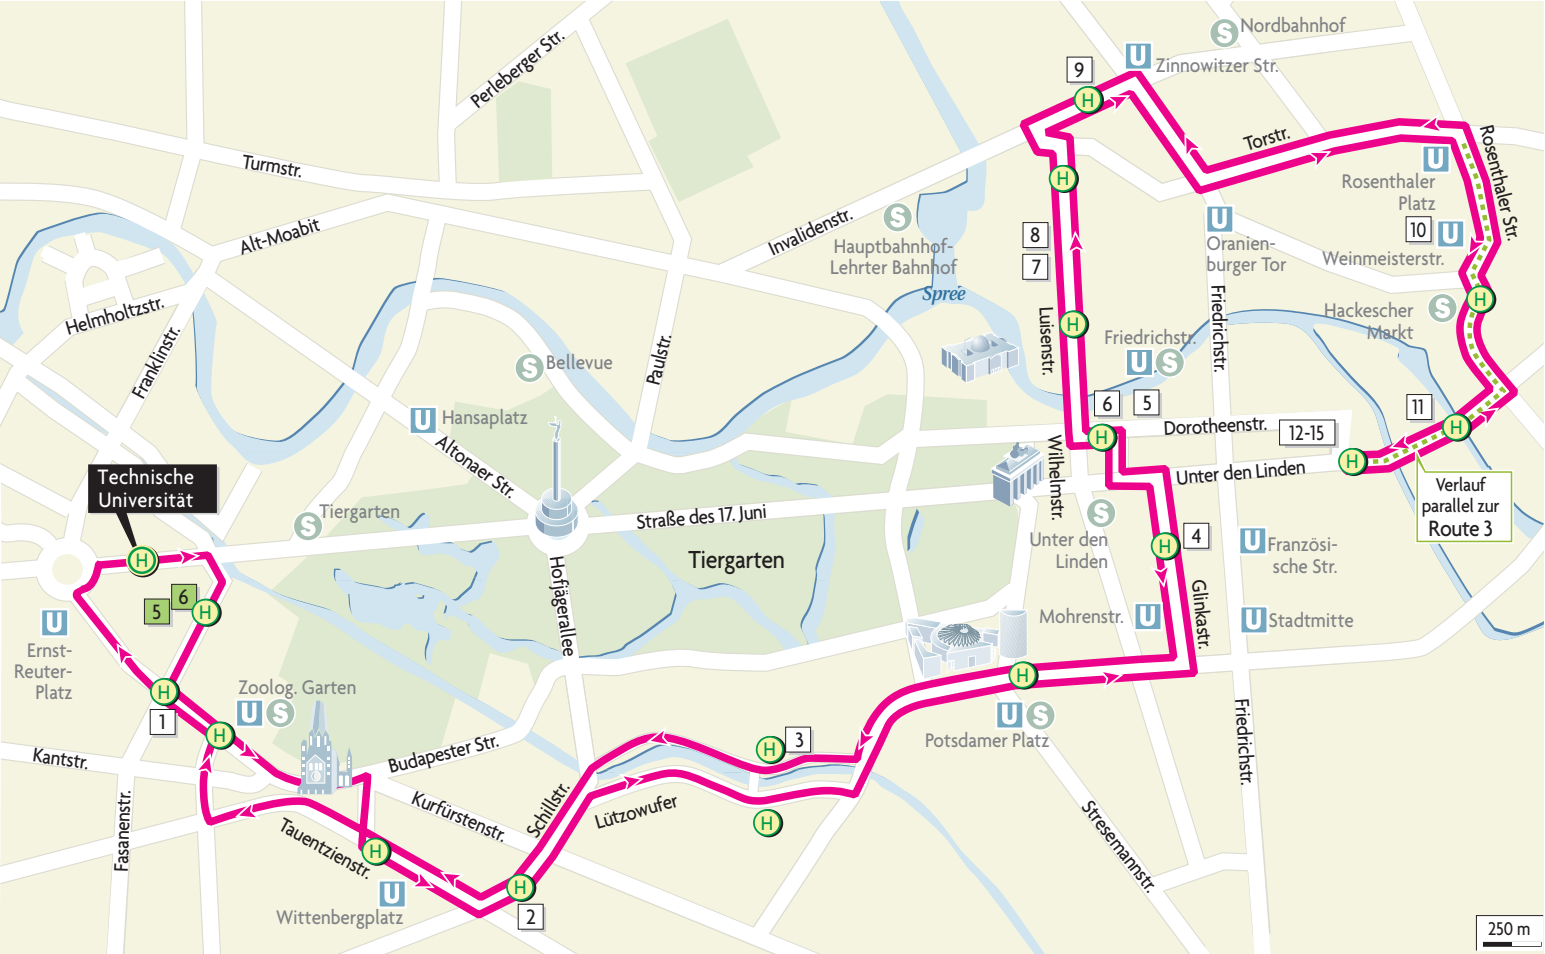 Nordbahnhof
S
U
Zinnowitzer Str.
9
H
Perleberger Str.
Torstr.
Rosenthaler Str.
U
Rosenthaler
Platz
10
U
Weinmeisterstr.
Turmstr.
H
Invalidenstr.
S
Hauptbahnhof-
Lehrter Bahnhof
Spree
8
7
U
Oranien-
burger Tor
Alt-Moabit
Helmholtzstr.
Franklinstr.
Paulstr.
Luisenstr.
H
Friedrichstr.
Friedrichstr.
U
S
S
Hackescher
Markt
H
S
Bellevue
U
Hansaplatz
Altonaer Str.
6
5
H
Dorotheenstr.
12-15
11
H
H
Unter den Linden
Wilhelmstr.
Verlauf
parallel zur
Route 3
Technische
Universität
S
Tiergarten
Straße des 17. Juni
Tiergarten
Hofjägerallee
S
Unter den
Linden
4
H
U
Französi-
sche Str.
Glinkastr.
Mohrenstr.
U
U
Stadtmitte
H
5
6
H
U
Ernst-
Reuter-
Platz
H
1
Zoolog. Garten
U
S
H
H
U
S
Potsdamer Platz
Friedrichstr.
Kantstr.
Budapester Str.
H
3
H
Kurfürstenstr.
Schillstr.
Lützowufer
Fasanenstr.
Tauentzienstr.
H
U
Wittenbergplatz
H
2
Stresemannstr.
250 m